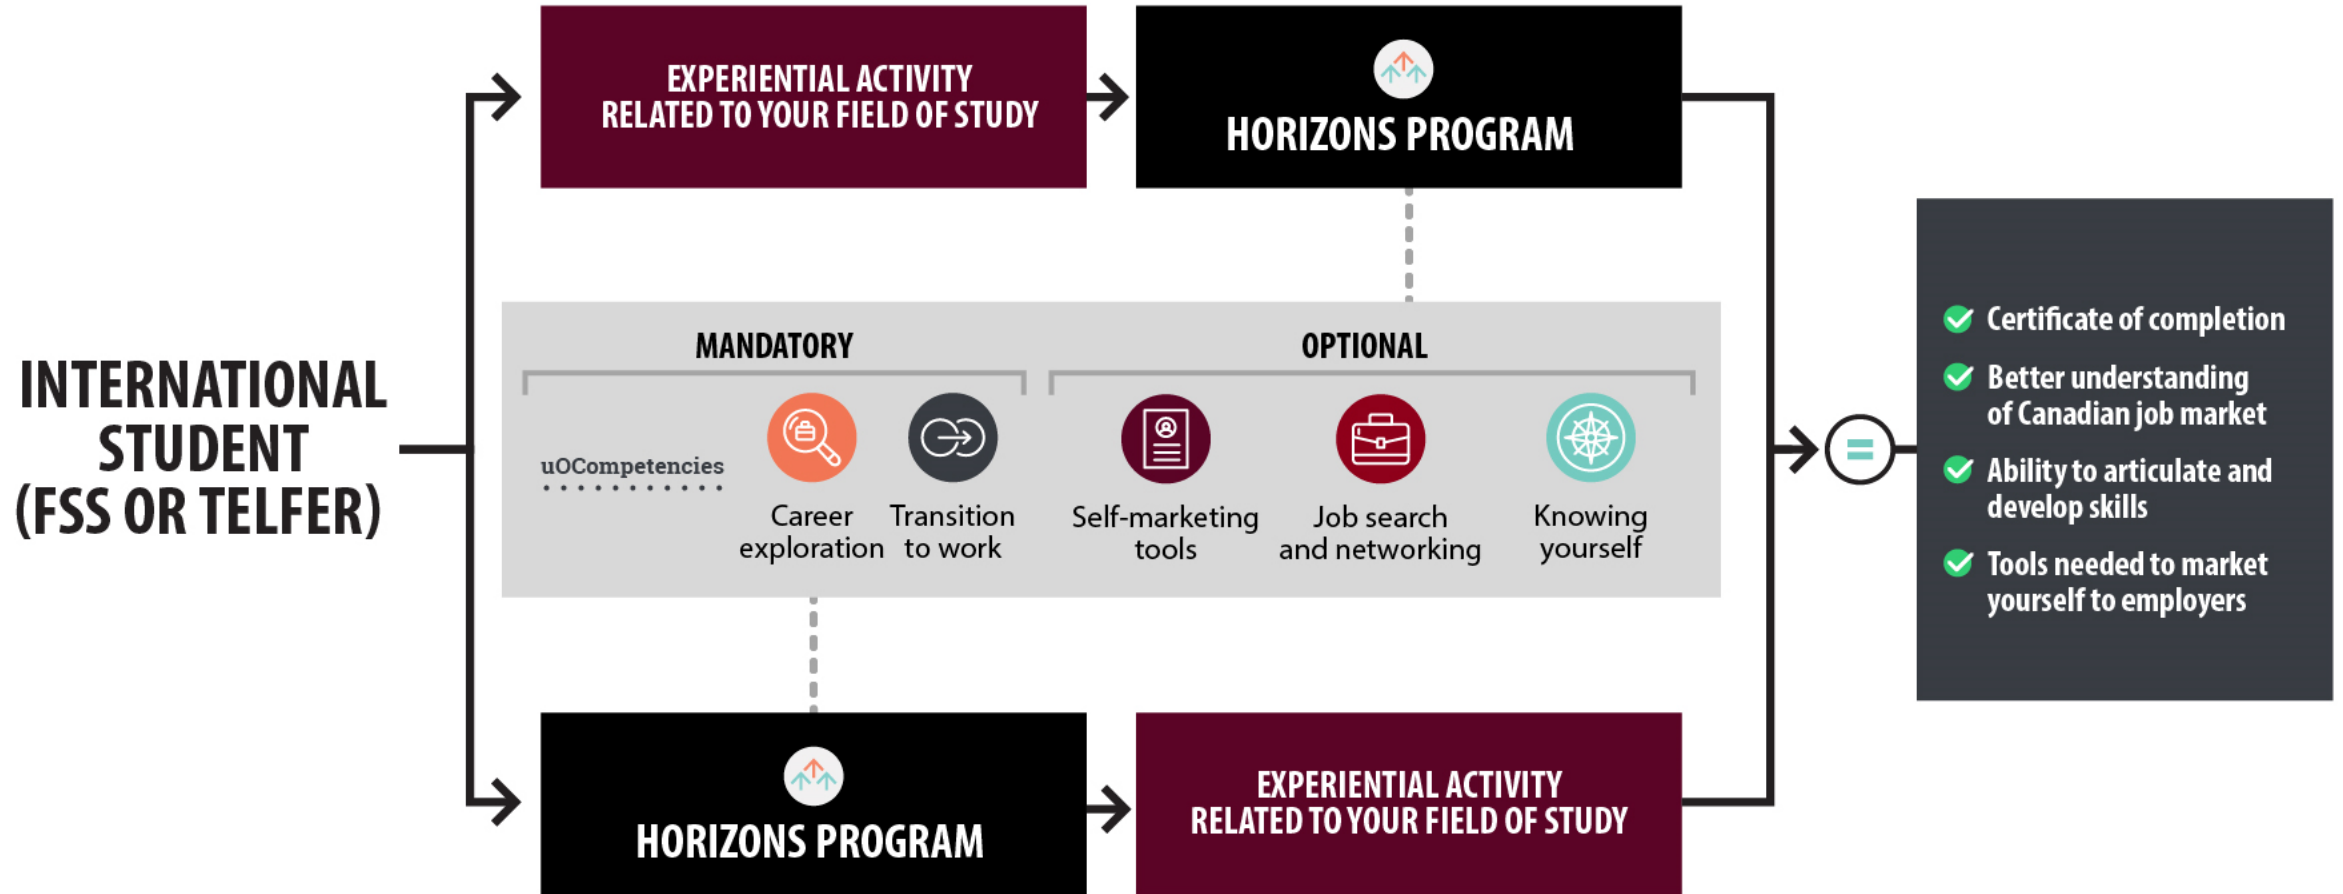 INTERNATIONAL
STUDENT
(FSS OR TELFER)
EXPERIENTIAL ACTIVITY
RELATED TO YOUR FIELD OF STUDY
HORIZONS PROGRAM
MANDATORY
uOCompetencies
Career
exploration
Transition
to work
OPTIONAL
Self-marketing
tools
Job search
and networking
Knowing
yourself
HORIZONS PROGRAM
EXPERIENTIAL ACTIVITY
RELATED TO YOUR FIELD OF STUDY
=
Certificate of completion
Better understanding
of Canadian job market
Ability to articulate and
develop skills
Tools needed to market
yourself to employers